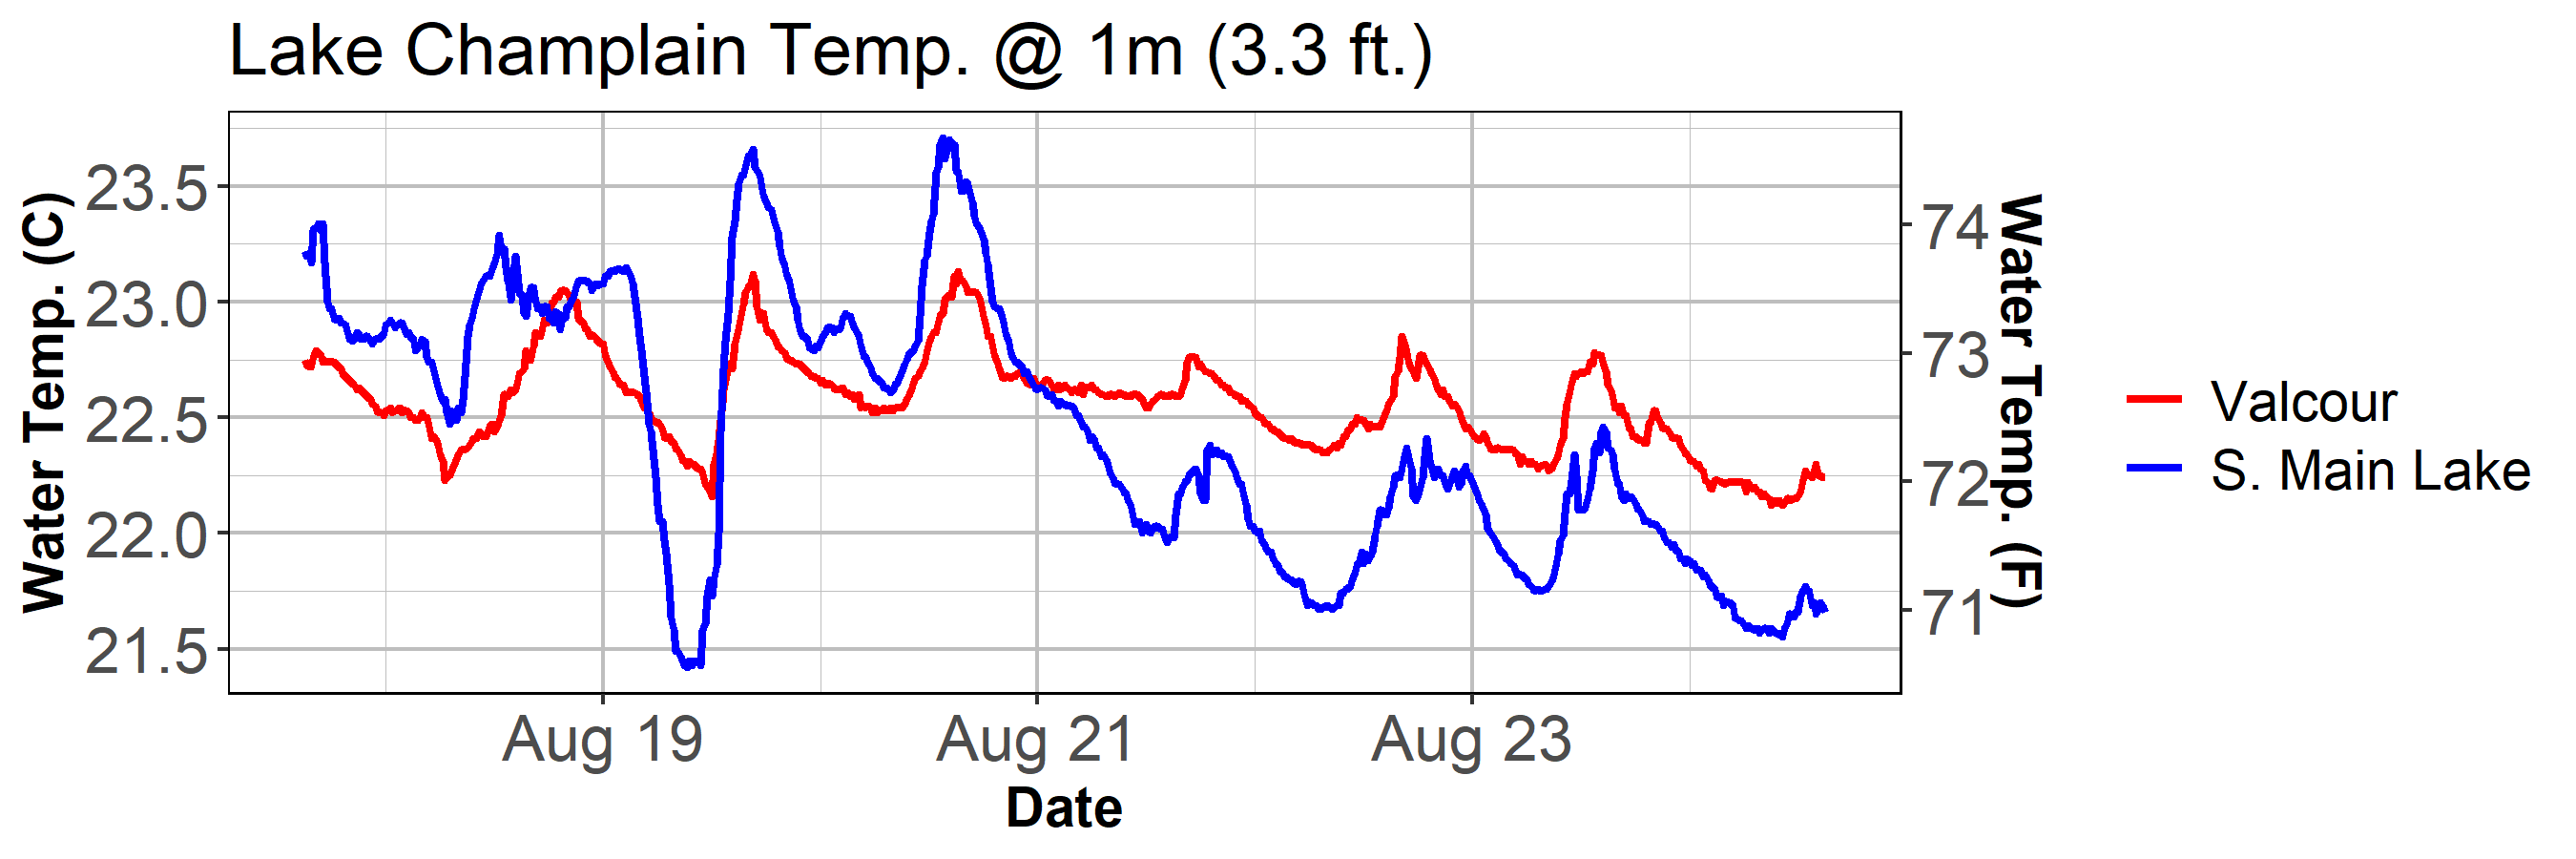 Lake Champlain Temp. @ 1m (3.3 ft.)
Water Temp. (C)
23.5
23.0
22.5
22.0
21.5
74
73
72
71
Water Temp. (F)
Aug 19
Aug 21
Aug 23
Date
Valcour
S. Main Lake